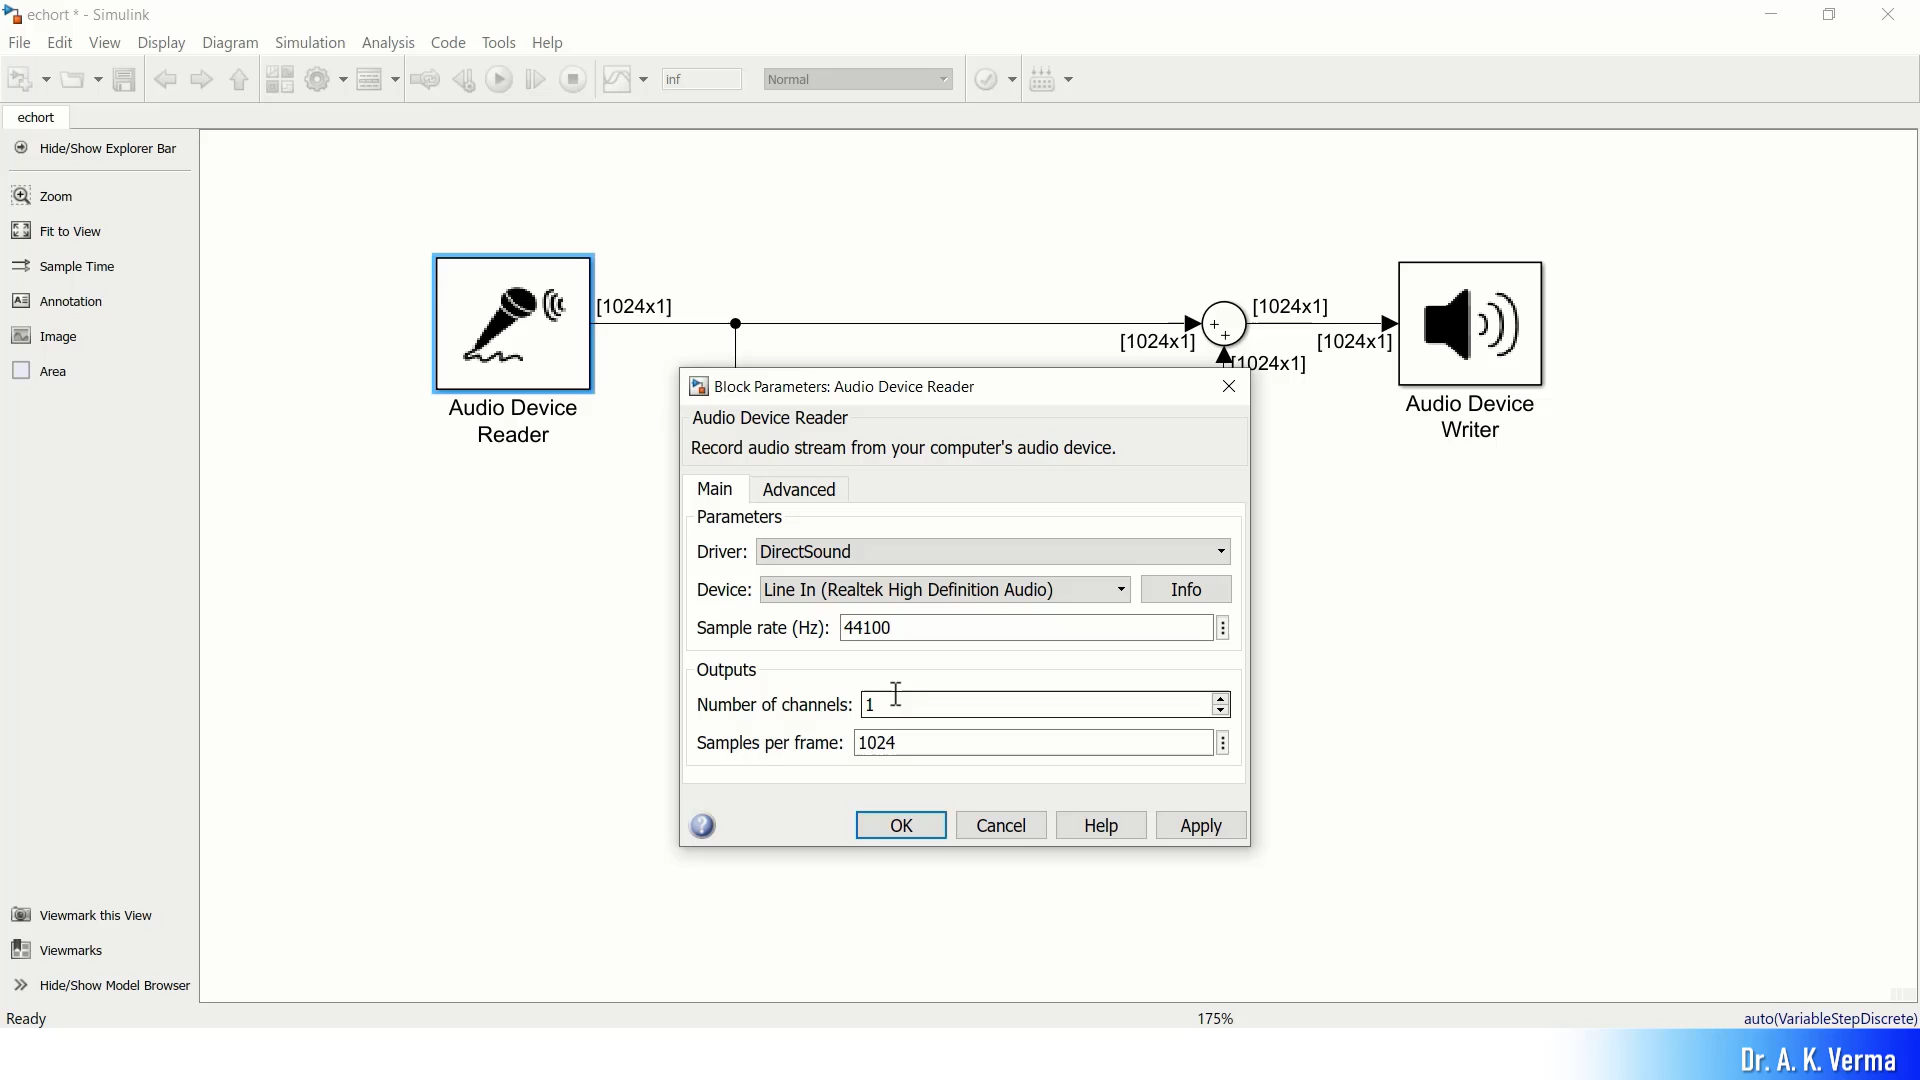 echort * - Simulink
File Edit View Display Diagram Simulation Analysis Code Tools Help
inf Normal
echort
Hide/Show Explorer Bar
Zoom
Fit to View
Sample Time
Annotation
Image
Area
[1024x1]
[1024x1]
[1024x1]
[1024x1]
[1024x1]
Audio Device
Reader
Audio Device
Writer
Block Parameters: Audio Device Reader
Audio Device Reader
Record audio stream from your computer's audio device.
Main Advanced
Parameters
Driver: DirectSound
Device: Line In (Realtek High Definition Audio) Info
Sample rate (Hz): 44100
Outputs
Number of channels: 1
Samples per frame: 1024
OK Cancel Help Apply
Viewmark this View
Viewmarks
Hide/Show Model Browser
Ready 175% auto(VariableStepDiscrete)
Dr. A. K. Verma